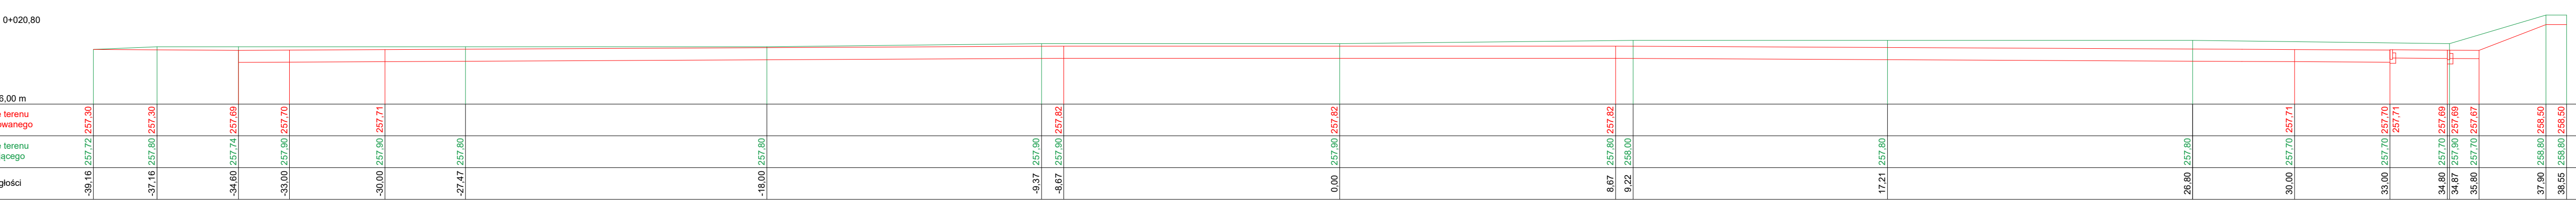 0+020,80
6,00 m
e terenu
owanego
257,30 257,30 257,69 257,70 257,71 257,82 257,82 257,82 257,71 257,70 257,71 257,69 257,69 257,67 258,50 258,50
e terenu
ącego
257,72 257,80 257,74 257,90 257,90 257,80 257,80 257,90 257,90 257,90 257,80 258,00 257,80 257,80 257,70 257,70 257,70 257,90 257,70 258,80 258,80
głości
-39,16 -37,16 -34,60 -33,00 -30,00 -27,47 -18,00 -9,37 -8,67 0,00 8,67 9,22 17,21 26,80 30,00 33,00 34,80 34,87 35,80 37,90 38,55